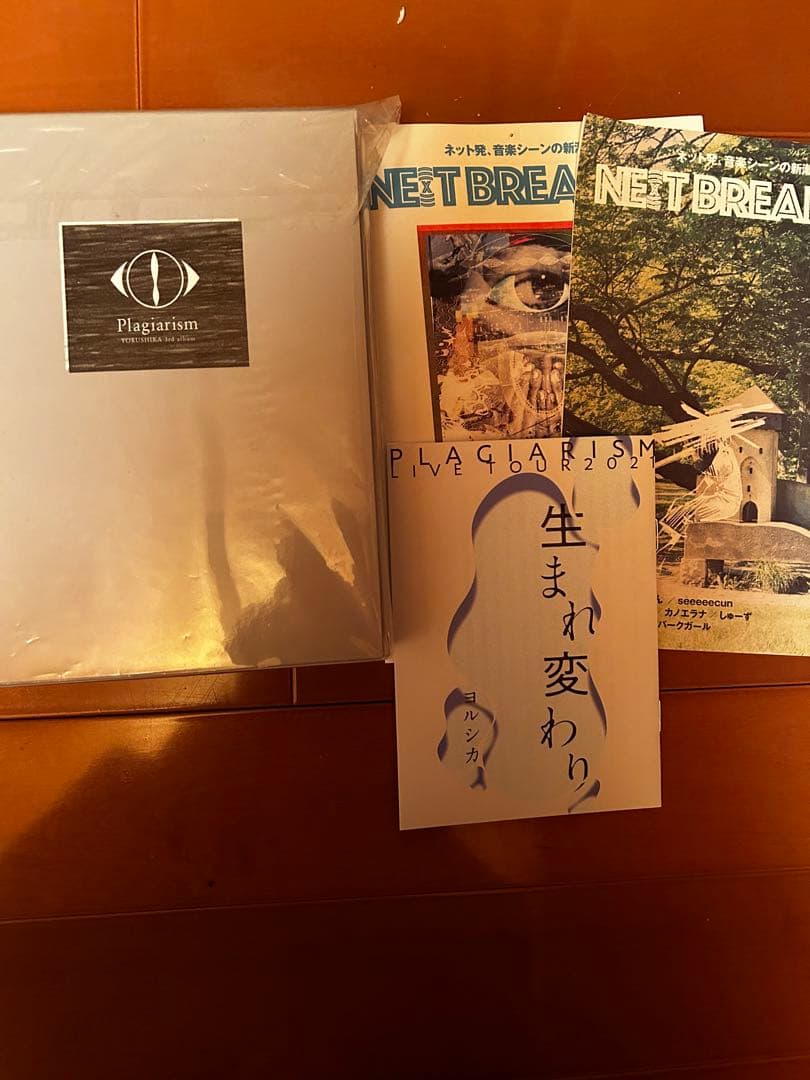 Plagiarism
YORUSHIKA 3rd album
ネット発、音楽シーンの新
NEXT BREA
ネット発、音楽シーンの新
NEXT BREA
PLAGIARISM
LIVE TOUR 2021
生まれ変わり
ヨルシカ
／seeeeecun
カノエラナ／しゅーず
パークガール